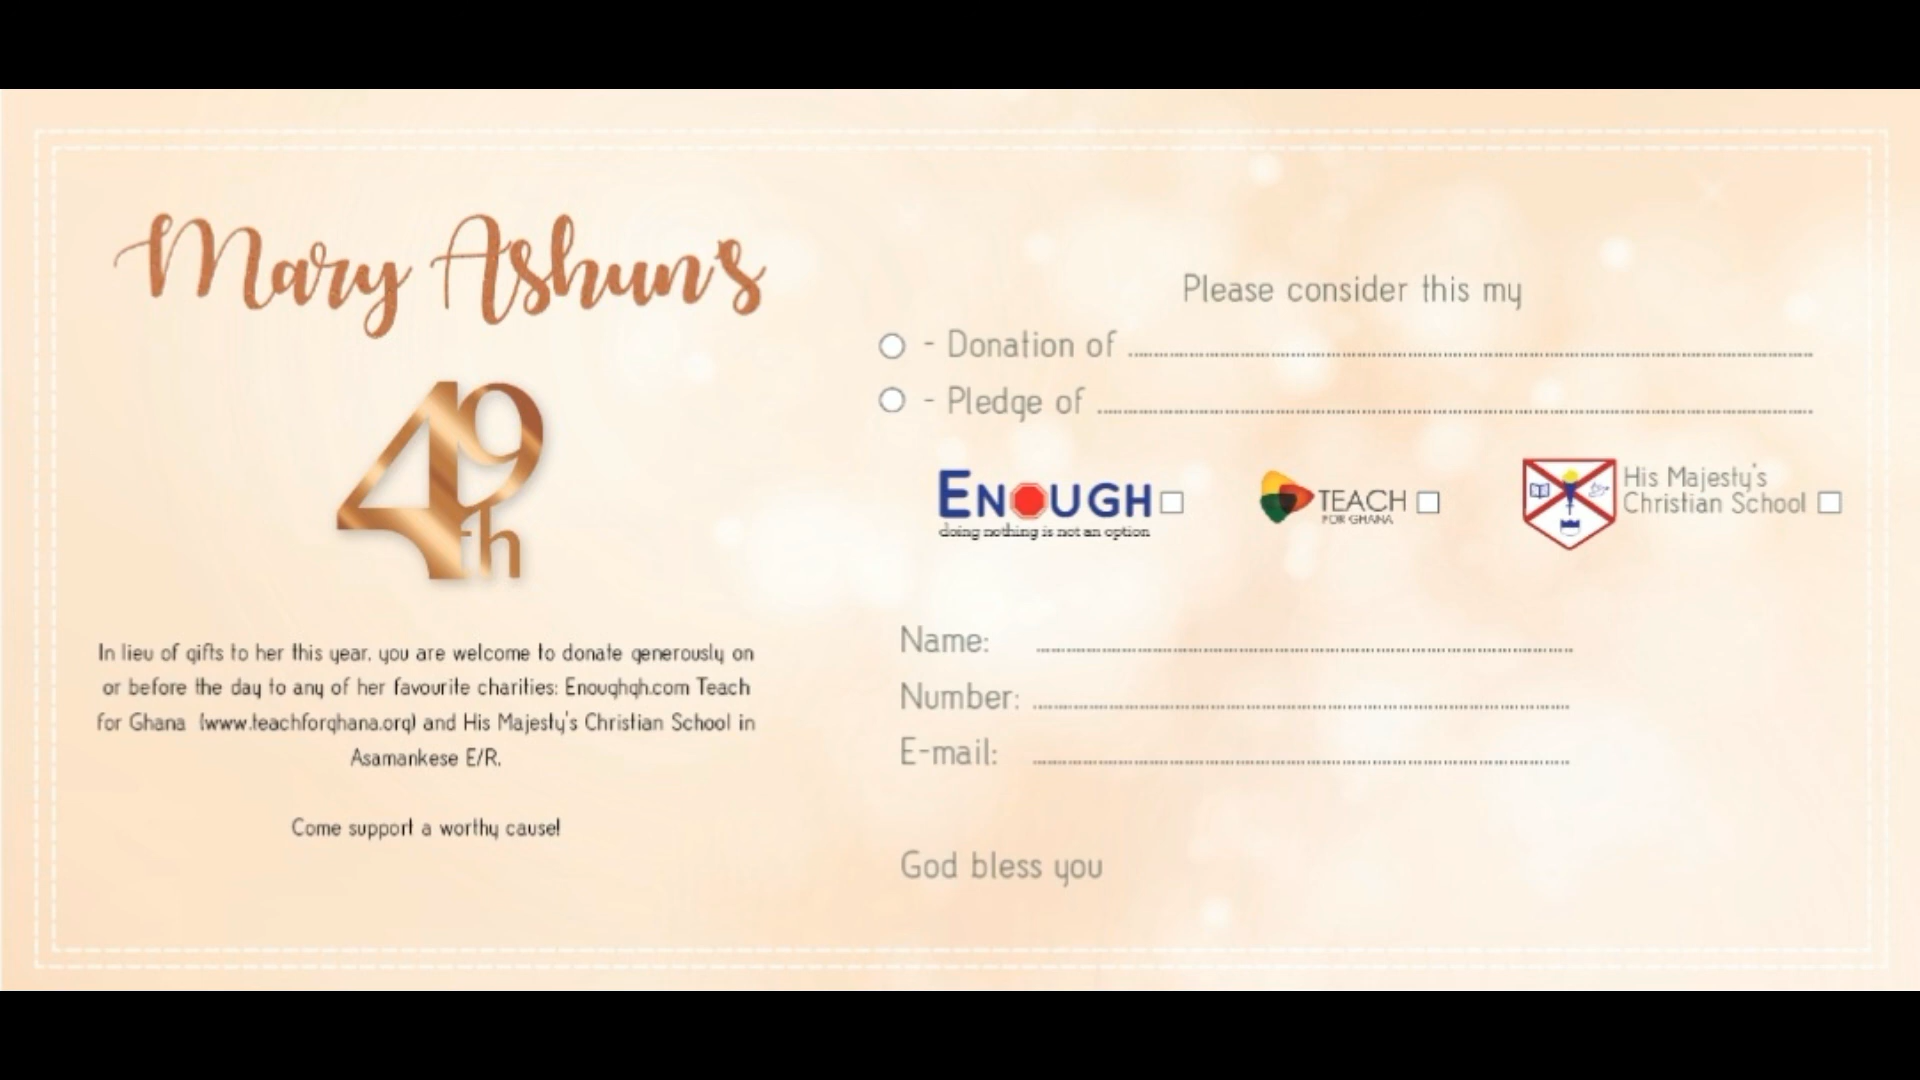 Mary Ashun's
49th
In lieu of gifts to her this year, you are welcome to donate generously on
or before the day to any of her favourite charities: Enoughgh.com Teach
for Ghana (www.teachforghana.org) and His Majesty's Christian School in
Asamankese E/R.
Come support a worthy cause!
Please consider this my
- Donation of
- Pledge of
ENOUGH
doing nothing is not an option
TEACH
FOR GHANA
His Majesty's
Christian School
Name:
Number:
E-mail:
God bless you